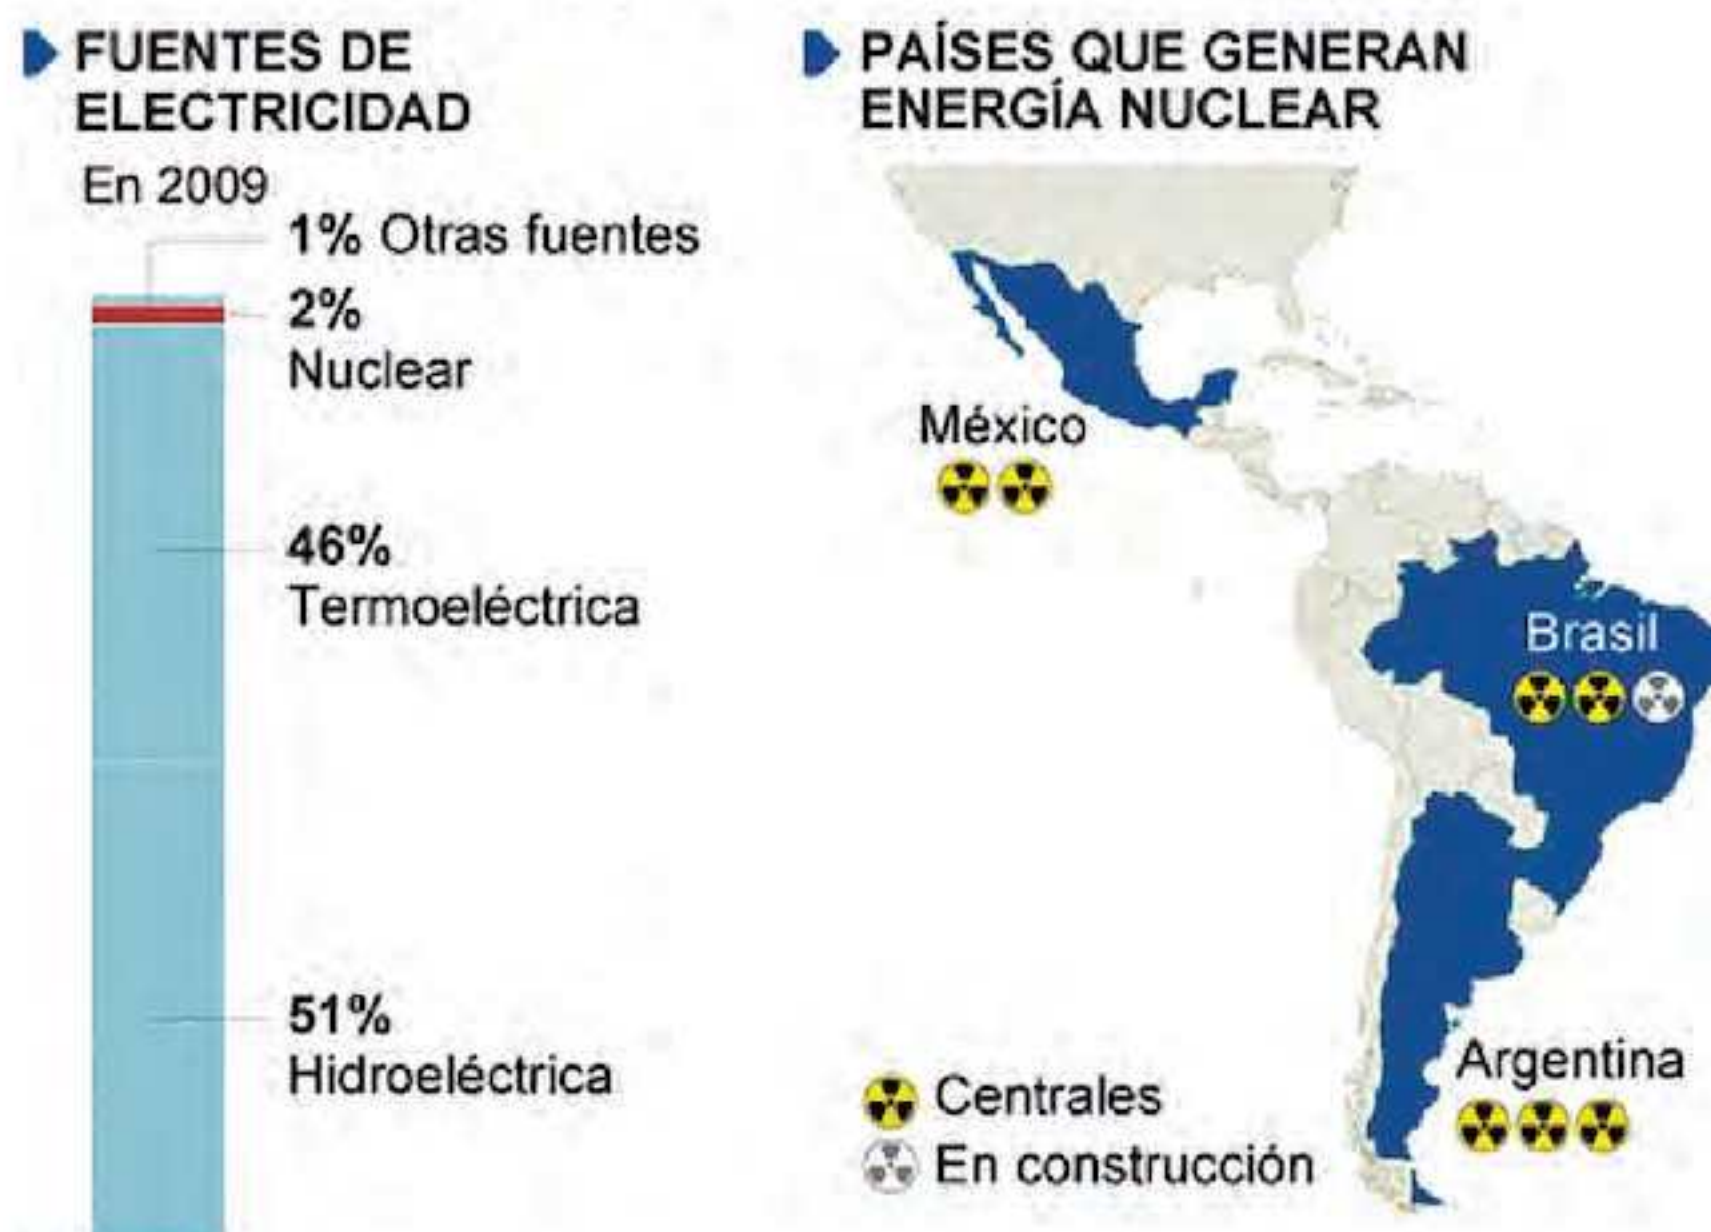 FUENTES DE
ELECTRICIDAD
En 2009
1% Otras fuentes
2%
Nuclear
46%
Termoeléctrica
51%
Hidroeléctrica
PAÍSES QUE GENERAN
ENERGÍA NUCLEAR
México
Brasil
Argentina
Centrales
En construcción